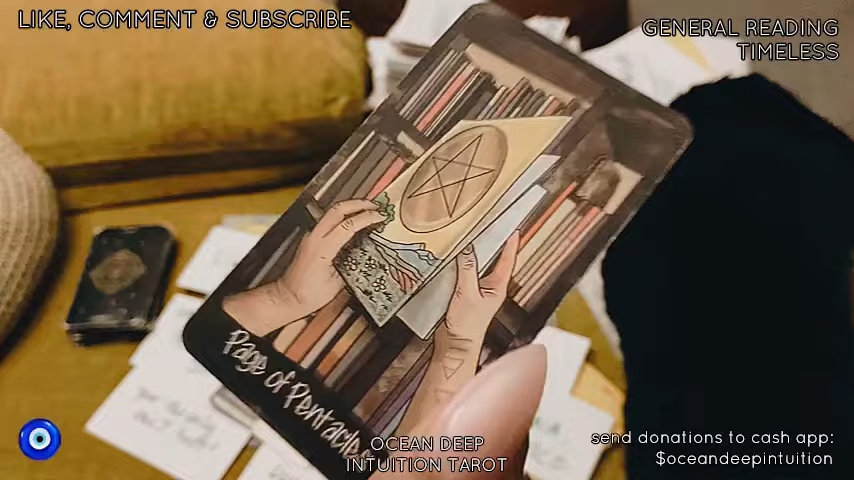 LIKE, COMMENT & SUBSCRIBE
GENERAL READING
TIMELESS
Page of Pentacles
OCEAN DEEP
INTUITION TAROT
send donations to cash app:
$oceandeepintuition